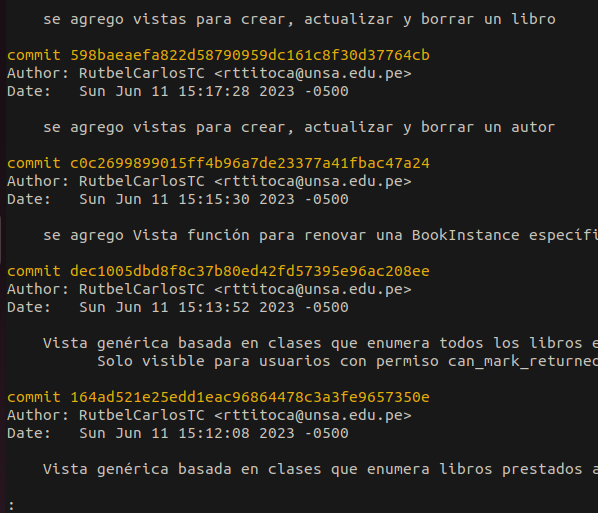 se agrego vistas para crear, actualizar y borrar un libro
commit 598baeaefa822d58790959dc161c8f30d37764cb
Author: RutbelCarlosTC <rttitoca@unsa.edu.pe>
Date:   Sun Jun 11 15:17:28 2023 -0500
se agrego vistas para crear, actualizar y borrar un autor
commit c0c2699899015ff4b96a7de23377a41fbac47a24
Author: RutbelCarlosTC <rttitoca@unsa.edu.pe>
Date:   Sun Jun 11 15:15:30 2023 -0500
se agrego Vista función para renovar una BookInstance específi
commit dec1005dbd8f8c37b80ed42fd57395e96ac208ee
Author: RutbelCarlosTC <rttitoca@unsa.edu.pe>
Date:   Sun Jun 11 15:13:52 2023 -0500
Vista genérica basada en clases que enumera todos los libros e
Solo visible para usuarios con permiso can_mark_returned
commit 164ad521e25edd1eac96864478c3a3fe9657350e
Author: RutbelCarlosTC <rttitoca@unsa.edu.pe>
Date:   Sun Jun 11 15:12:08 2023 -0500
Vista genérica basada en clases que enumera libros prestados a
: